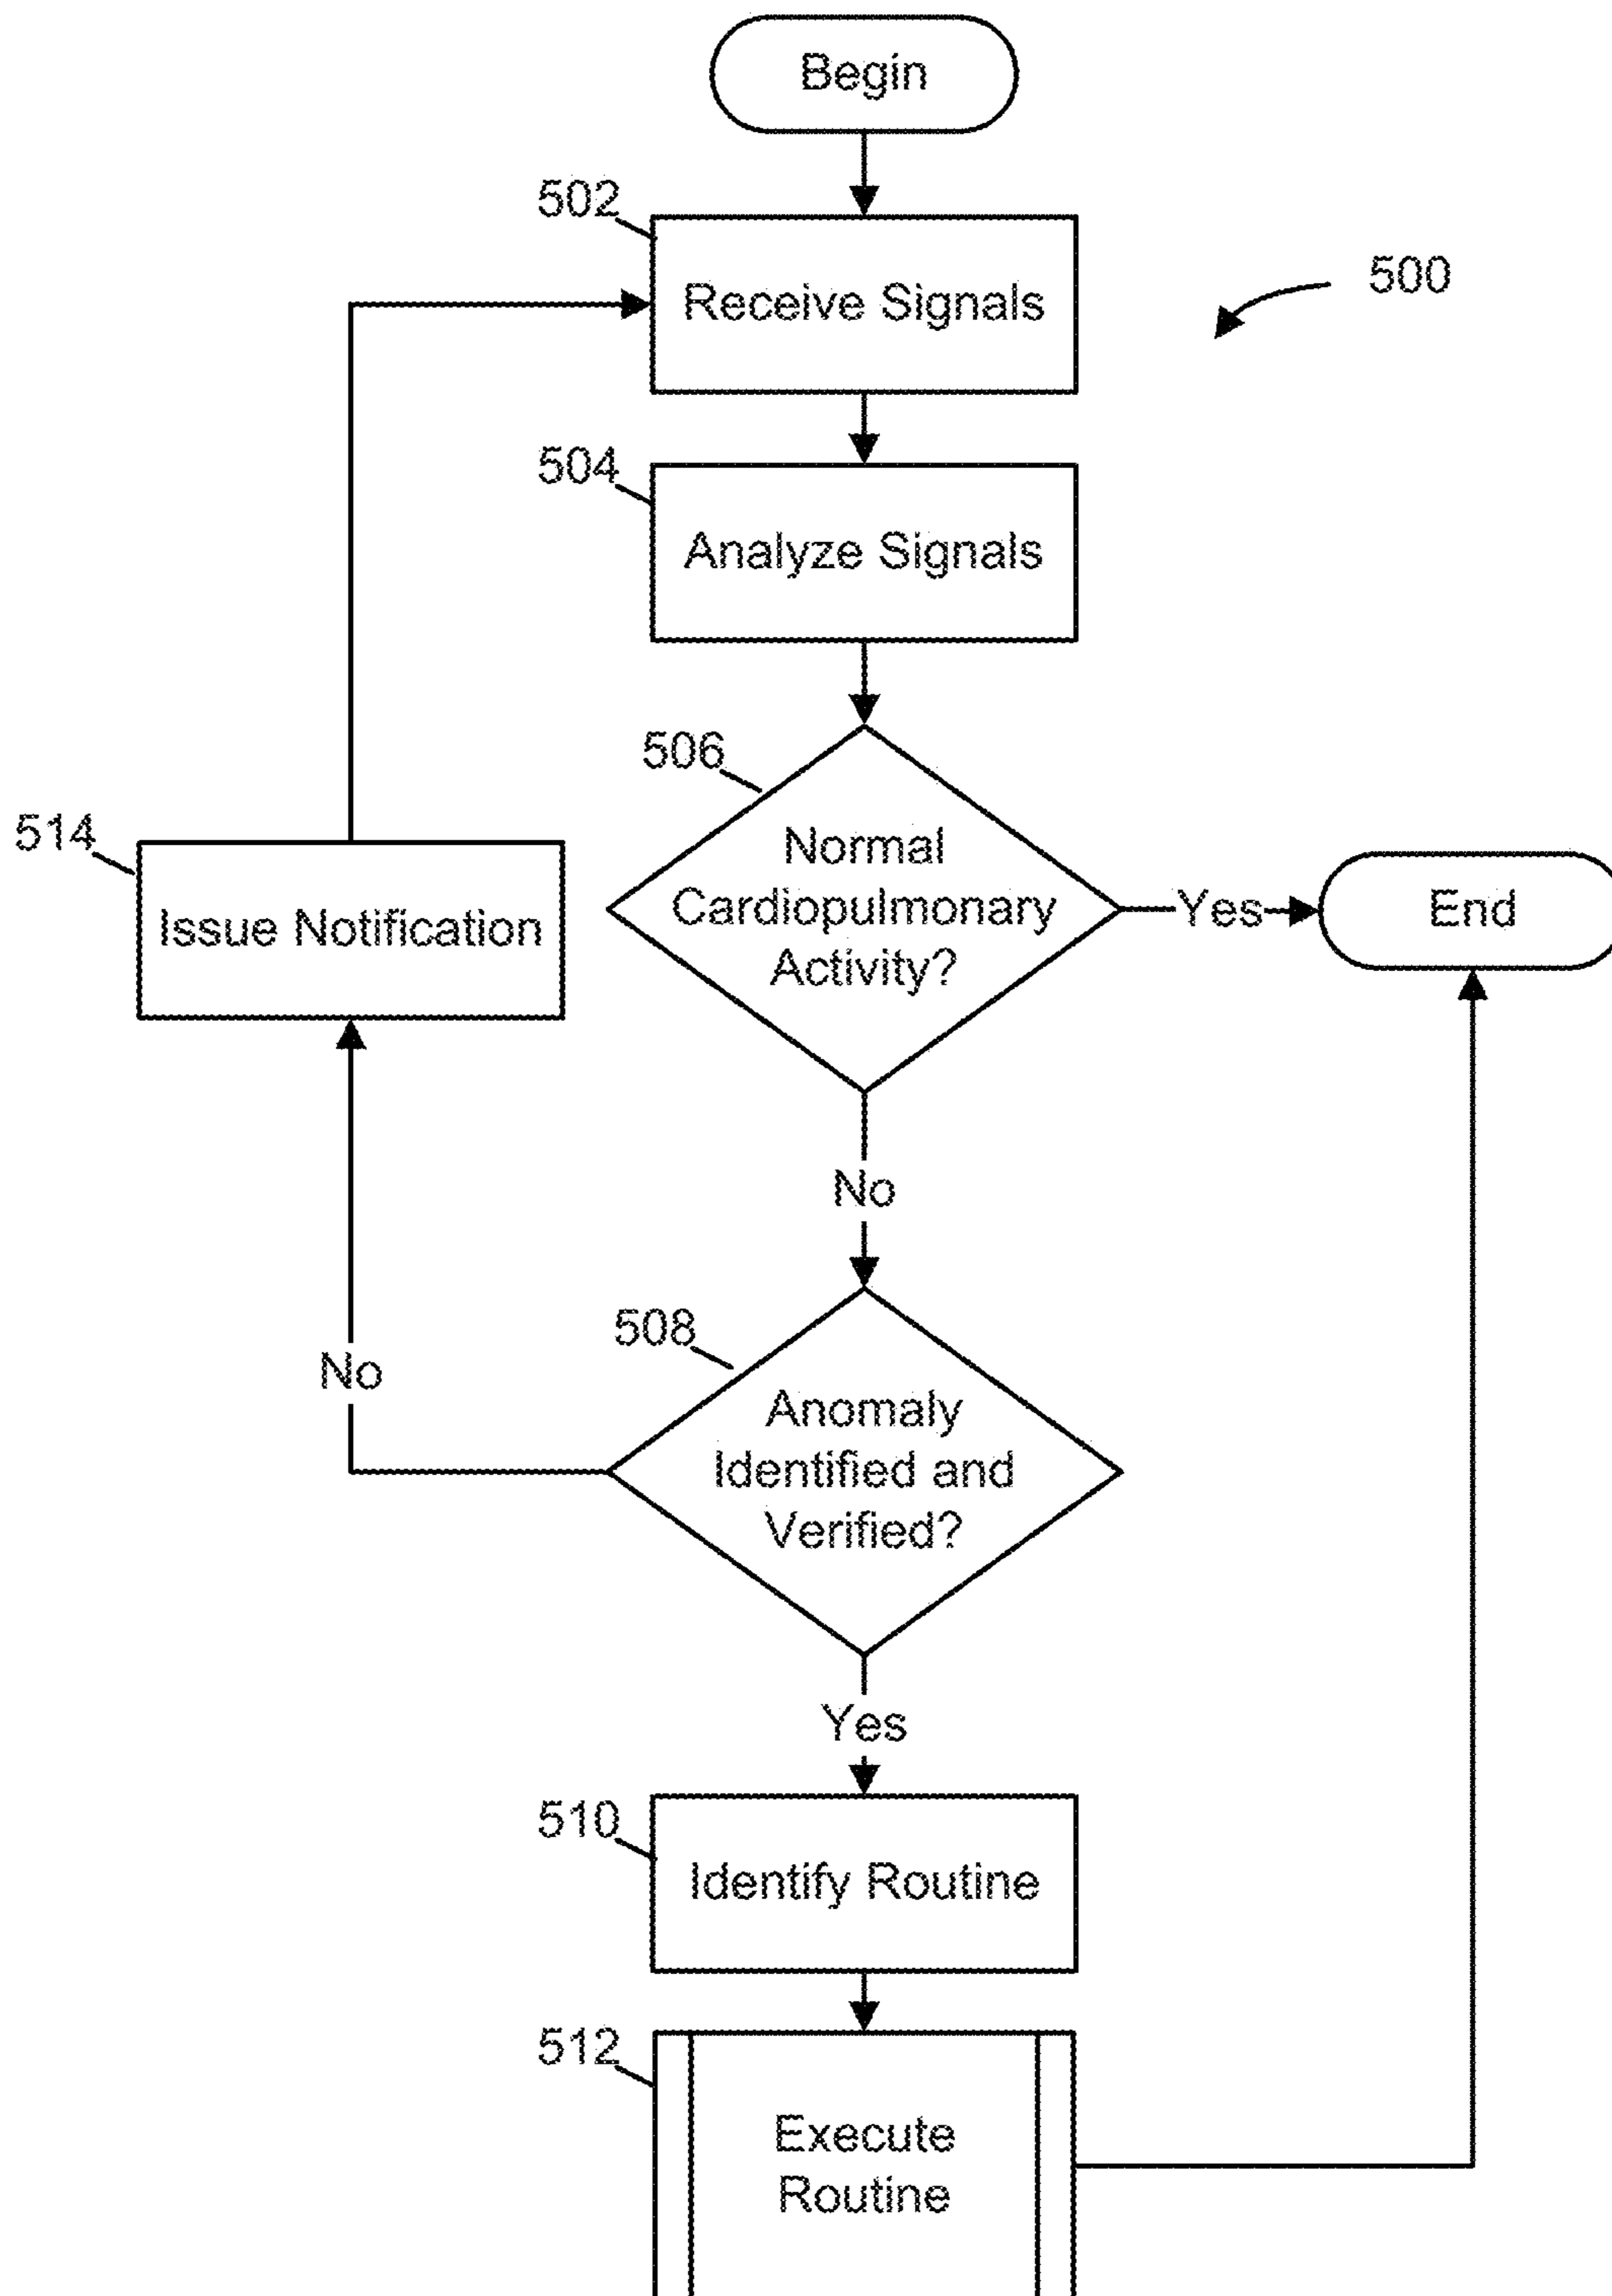 Begin
502
Receive Signals
500
504
Analyze Signals
506
Normal
Cardiopulmonary
Activity?
Yes
End
514
Issue Notification
No
508
Anomaly
Identified and
Verified?
No
Yes
510
Identify Routine
512
Execute
Routine